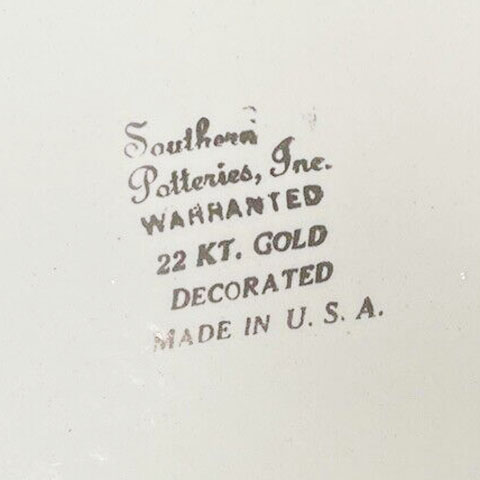 Southern
Potteries, Inc.
WARRANTED
22 KT. GOLD
DECORATED
MADE IN U. S. A.